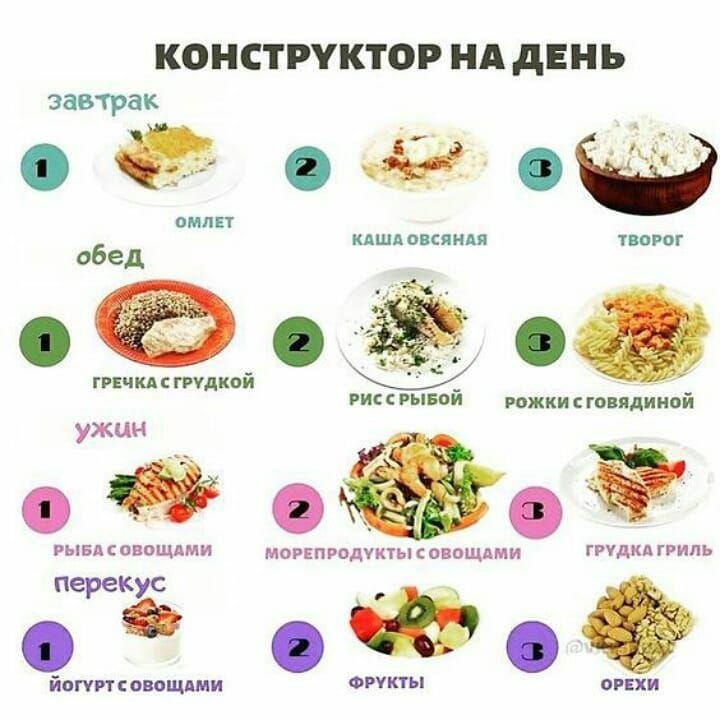 КОНСТРУКТОР НА ДЕНЬ
завтрак
1 2 3
ОМЛЕТ
КАША ОВСЯНАЯ
ТВОРОГ
обед
1 2 3
ГРЕЧКА С ГРУДКОЙ
РИС С РЫБОЙ
РОЖКИ С ГОВЯДИНОЙ
ужин
1 2 3
РЫБА С ОВОЩАМИ
МОРЕПРОДУКТЫ С ОВОЩАМИ
ГРУДКА ГРИЛЬ
перекус
1 2 3
ЙОГУРТ С ОВОЩАМИ
ФРУКТЫ
ОРЕХИ